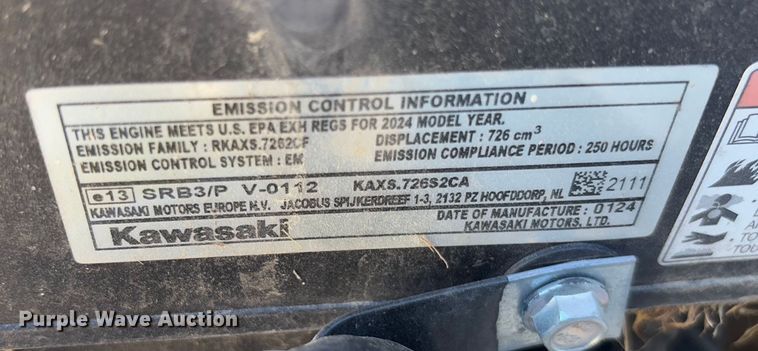 EMISSION CONTROL INFORMATION
THIS ENGINE MEETS U.S. EPA EXH REGS FOR 2024 MODEL YEAR.
EMISSION FAMILY : RKAXS.7262CF DISPLACEMENT : 726 cm³
EMISSION CONTROL SYSTEM : EM EMISSION COMPLIANCE PERIOD : 250 HOURS
e13 SRB3/P V-0112 KAXS.726S2CA 2111
KAWASAKI MOTORS EUROPE N.V. JACOBUS SPIJKERDREEF 1-3, 2132 PZ HOOFDDORP, NL
DATE OF MANUFACTURE : 0124
Kawasaki KAWASAKI MOTORS, LTD.
Purple Wave Auction